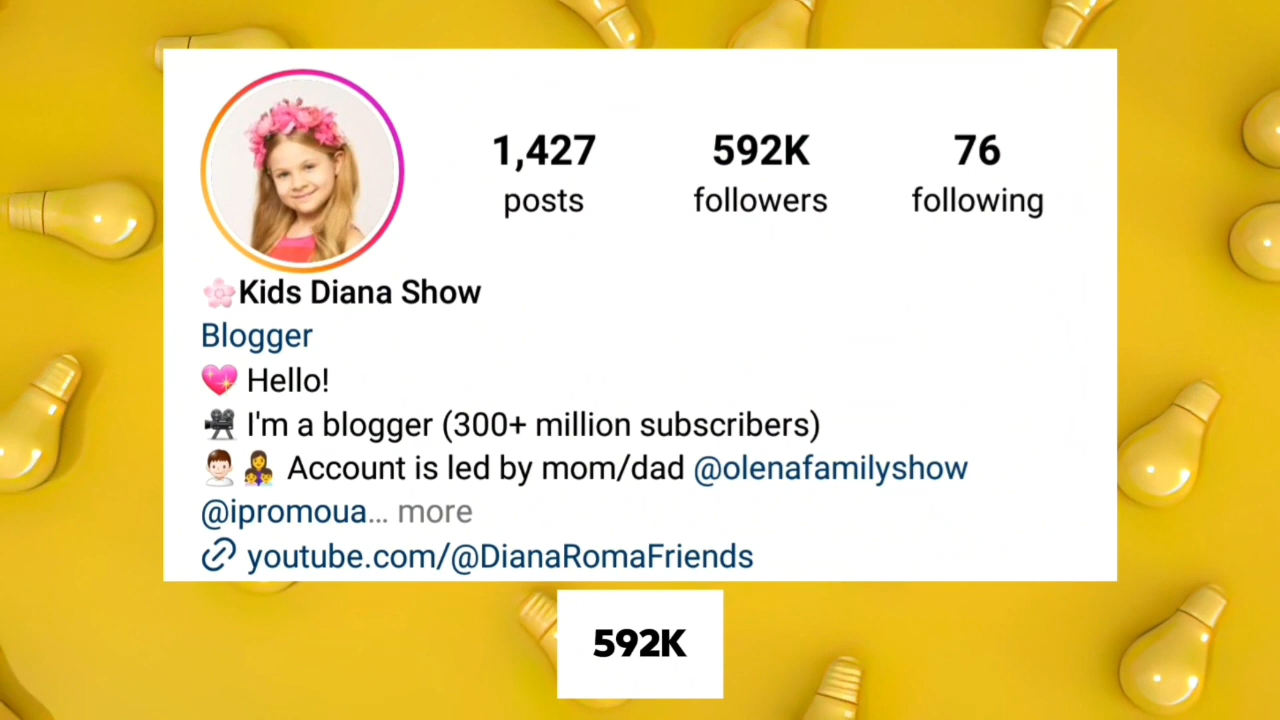 1,427 592K 76
posts followers following
🌸Kids Diana Show
Blogger
💖 Hello!
🎥 I'm a blogger (300+ million subscribers)
👨🏻👩‍👧‍👦 Account is led by mom/dad @olenafamilyshow
@ipromoua… more
youtube.com/@DianaRomaFriends
592K